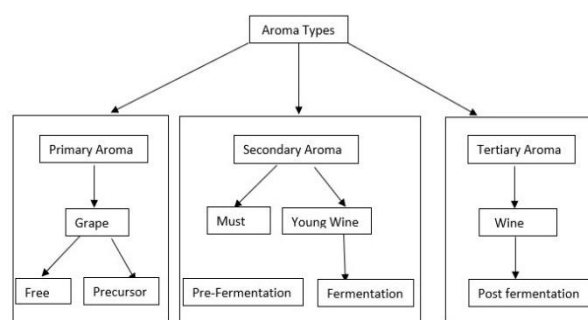 Aroma Types
Primary Aroma
Grape
Free
Precursor
Secondary Aroma
Must
Young Wine
Pre-Fermentation
Fermentation
Tertiary Aroma
Wine
Post fermentation